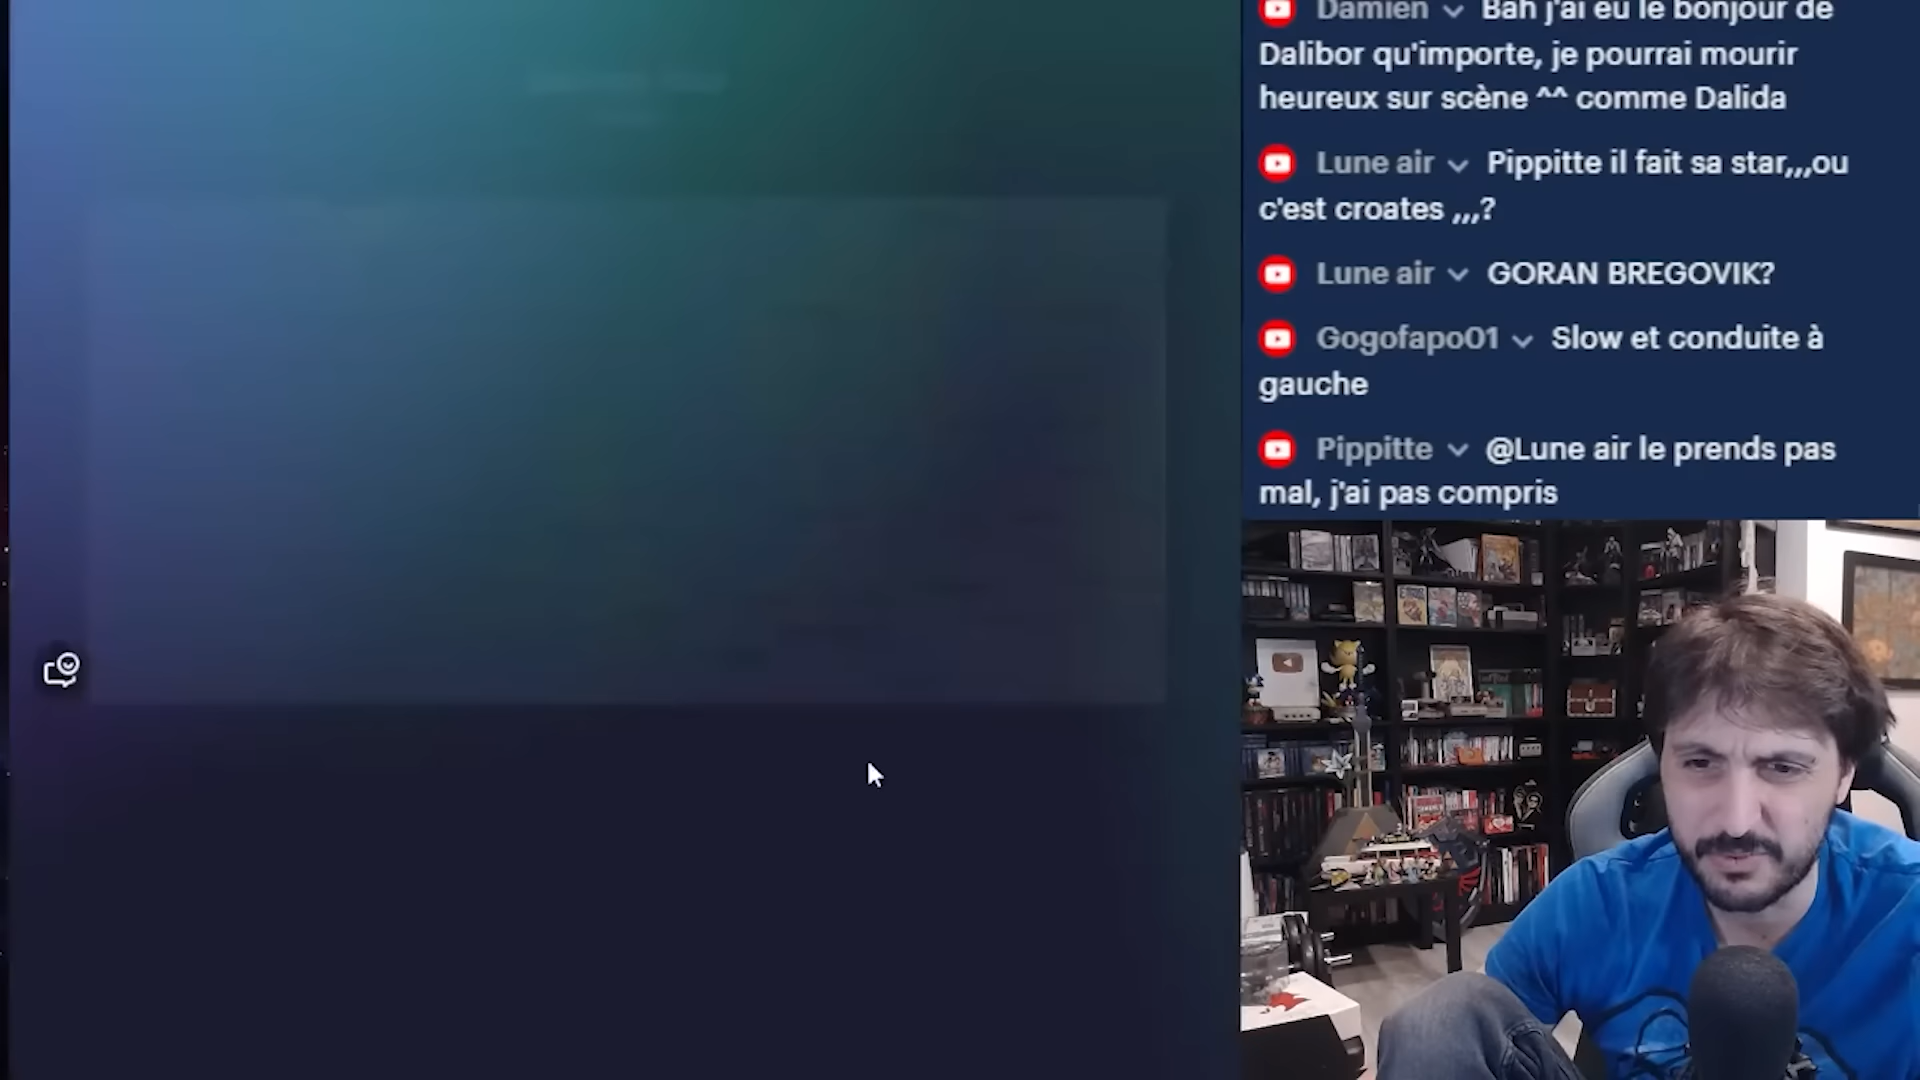 Damien Bah j'ai eu le bonjour de
Dalibor qu'importe, je pourrai mourir
heureux sur scène ^^ comme Dalida
Lune air Pippitte il fait sa star,,,ou
c'est croates ,,,?
Lune air GORAN BREGOVIK?
Gogofapo01 Slow et conduite à
gauche
Pippitte @Lune air le prends pas
mal, j'ai pas compris